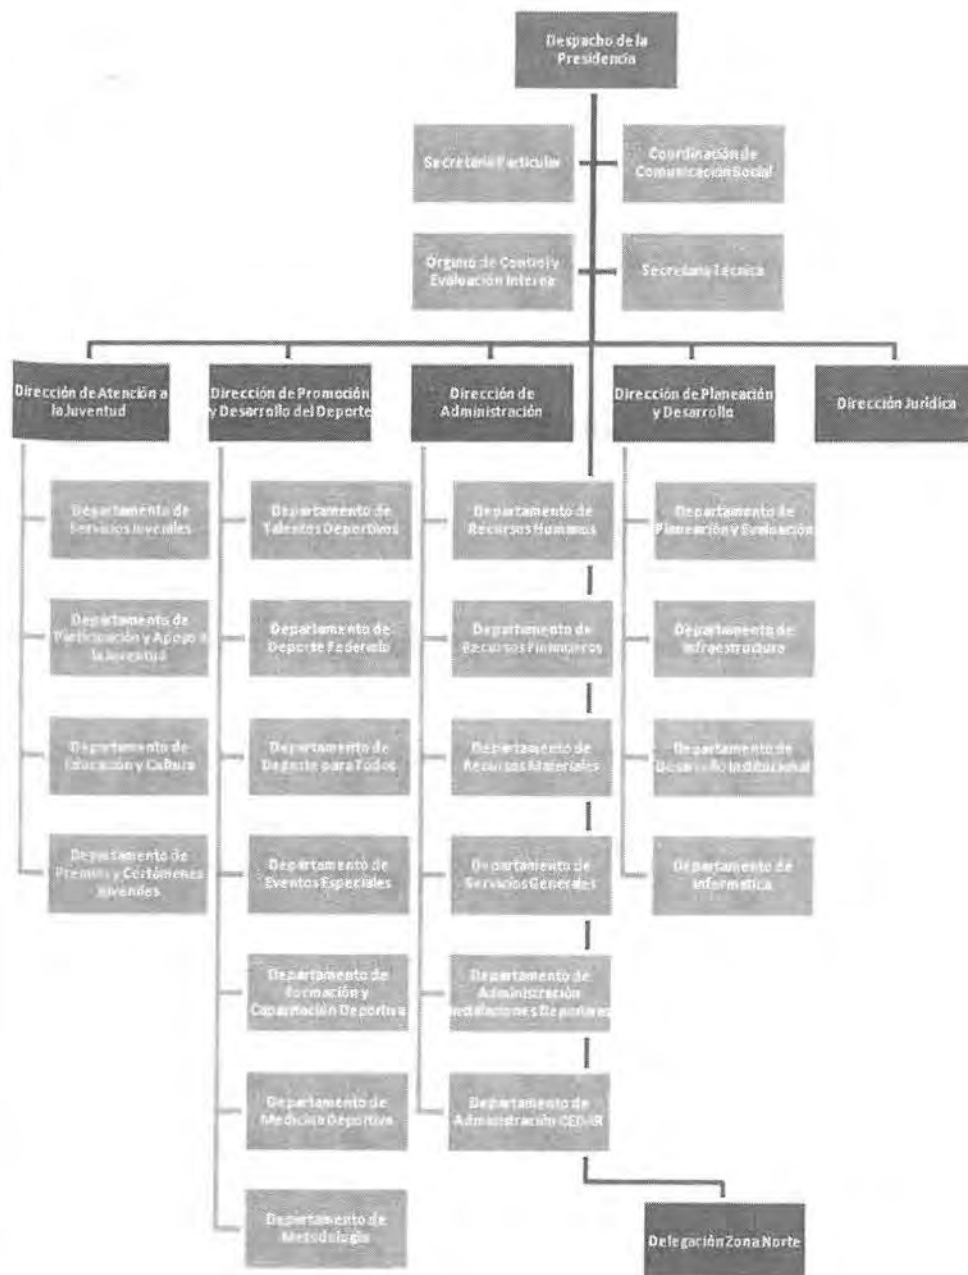 Despacho de la
Presidencia
Secretario Particular
Coordinación de
Comunicación Social
Órgano de Control y
Evaluación Interna
Secretaría Técnica
Dirección de Atención a
la Juventud
Dirección de Promoción
y Desarrollo del Deporte
Dirección de
Administración
Dirección de Planeación
y Desarrollo
Dirección Jurídica
Departamento de
Servicios Juveniles
Departamento de
Participación y Apoyo a
la Juventud
Departamento de
Educación y Cultura
Departamento de
Premios y Certámenes
Juveniles
Departamento de
Talentos Deportivos
Departamento de
Deporte Federado
Departamento de
Deporte para Todos
Departamento de
Eventos Especiales
Departamento de
Formación y
Capacitación Deportiva
Departamento de
Medicina Deportiva
Departamento de
Metodología
Departamento de
Recursos Humanos
Departamento de
Recursos Financieros
Departamento de
Recursos Materiales
Departamento de
Servicios Generales
Departamento de
Administración
Instalaciones Deportivas
Departamento de
Administración
Departamento de
Planeación y Evaluación
Departamento de
Infraestructura
Departamento de
Desarrollo Institucional
Departamento de
Informática
Delegación Zona Norte